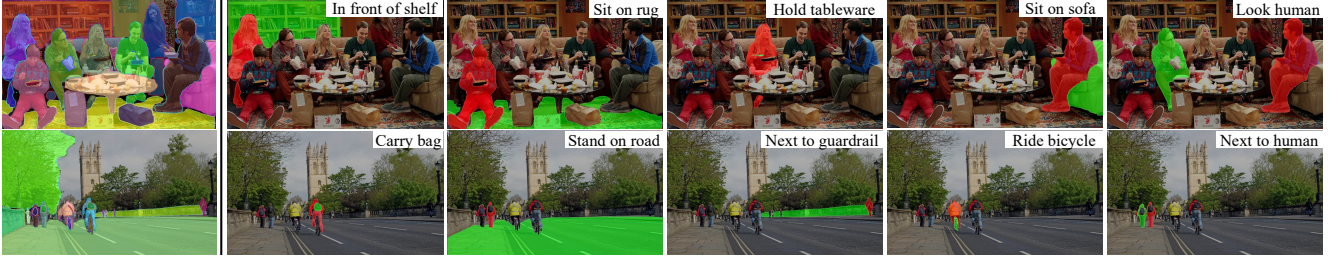 In front of shelf
Sit on rug
Hold tableware
Sit on sofa
Look human
Carry bag
Stand on road
Next to guardrail
Ride bicycle
Next to human